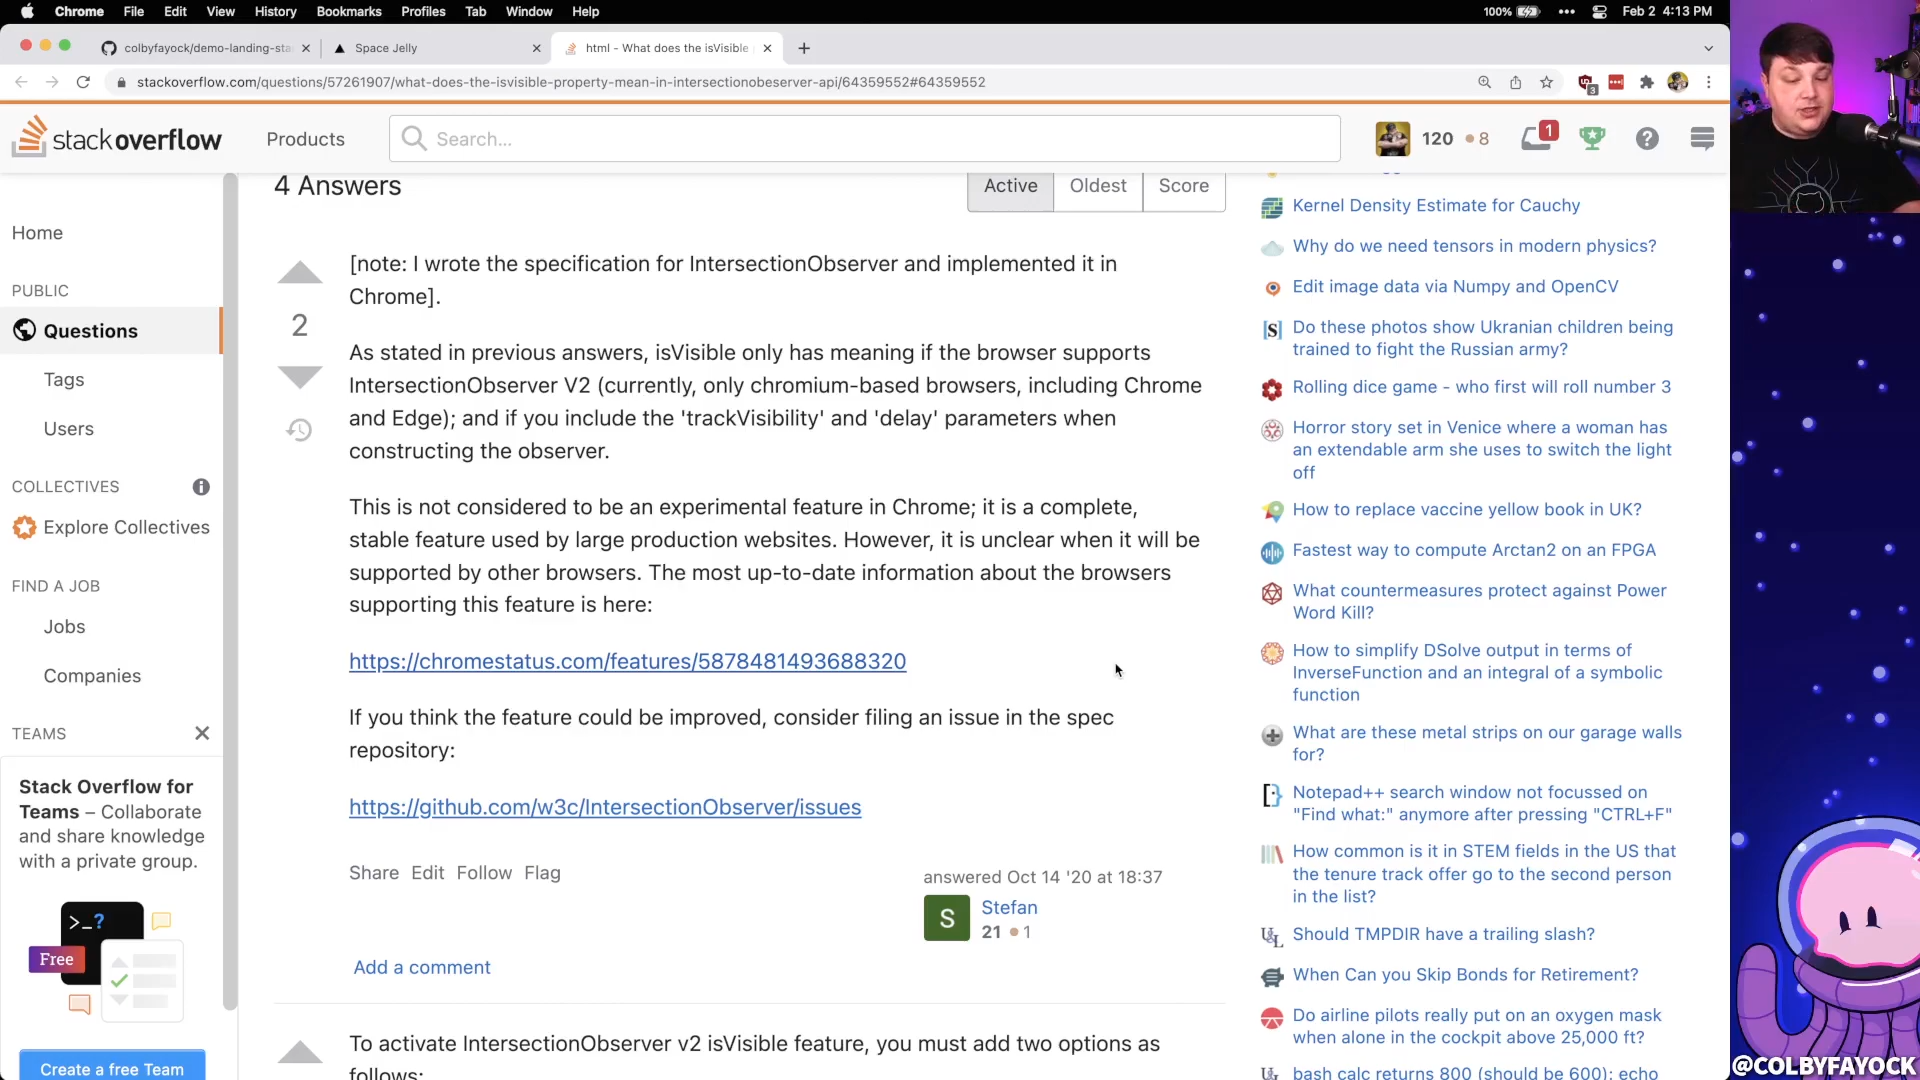 Chrome File Edit View History Bookmarks Profiles Tab Window Help
100% Feb 2 4:13 PM
colbyfayock/demo-landing-sta
Space Jelly
html - What does the isVisible
stackoverflow.com/questions/57261907/what-does-the-isvisible-property-mean-in-intersectionobeserver-api/64359552#64359552
3
stackoverflow
Products
Search...
120 8
1
Home
PUBLIC
Questions
Tags
Users
COLLECTIVES
Explore Collectives
FIND A JOB
Jobs
Companies
TEAMS
Stack Overflow for
Teams – Collaborate
and share knowledge
with a private group.
>_?
Free
Create a free Team
4 Answers
Active Oldest Score
2
[note: I wrote the specification for IntersectionObserver and implemented it in
Chrome].
As stated in previous answers, isVisible only has meaning if the browser supports
IntersectionObserver V2 (currently, only chromium-based browsers, including Chrome
and Edge); and if you include the 'trackVisibility' and 'delay' parameters when
constructing the observer.
This is not considered to be an experimental feature in Chrome; it is a complete,
stable feature used by large production websites. However, it is unclear when it will be
supported by other browsers. The most up-to-date information about the browsers
supporting this feature is here:
https://chromestatus.com/features/5878481493688320
If you think the feature could be improved, consider filing an issue in the spec
repository:
https://github.com/w3c/IntersectionObserver/issues
Share Edit Follow Flag
answered Oct 14 '20 at 18:37
S
Stefan
21 1
Add a comment
To activate IntersectionObserver v2 isVisible feature, you must add two options as
follows:
Kernel Density Estimate for Cauchy
Why do we need tensors in modern physics?
Edit image data via Numpy and OpenCV
Do these photos show Ukranian children being
trained to fight the Russian army?
Rolling dice game - who first will roll number 3
Horror story set in Venice where a woman has
an extendable arm she uses to switch the light
off
How to replace vaccine yellow book in UK?
Fastest way to compute Arctan2 on an FPGA
What countermeasures protect against Power
Word Kill?
How to simplify DSolve output in terms of
InverseFunction and an integral of a symbolic
function
What are these metal strips on our garage walls
for?
Notepad++ search window not focussed on
"Find what:" anymore after pressing "CTRL+F"
How common is it in STEM fields in the US that
the tenure track offer go to the second person
in the list?
Should TMPDIR have a trailing slash?
When Can you Skip Bonds for Retirement?
Do airline pilots really put on an oxygen mask
when alone in the cockpit above 25,000 ft?
bash calc returns 800 (should be 600): echo
@COLBYFAYOCK